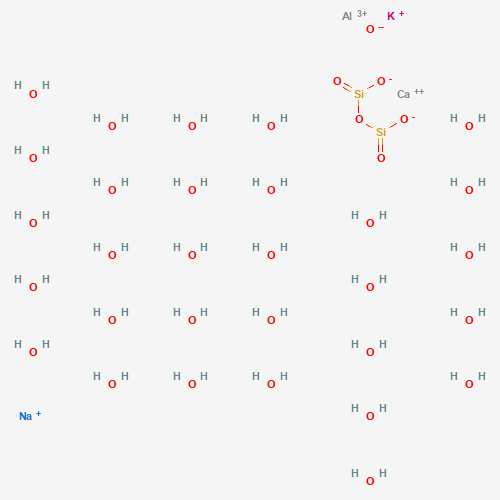 Al 3+ K +
O --
H H O O - Si Ca ++
H H H H H H O - H H
O O O O O O
H H Si
O O
H H H H H H H H H H
O O O O O
H H H H
O O
H H H H H H H H
O O O O
H H H H
O O
H H H H H H H H
O O O O
H H H H
O O
H H H H H H H H
O O O O
H H
O
Na + O
H H
O